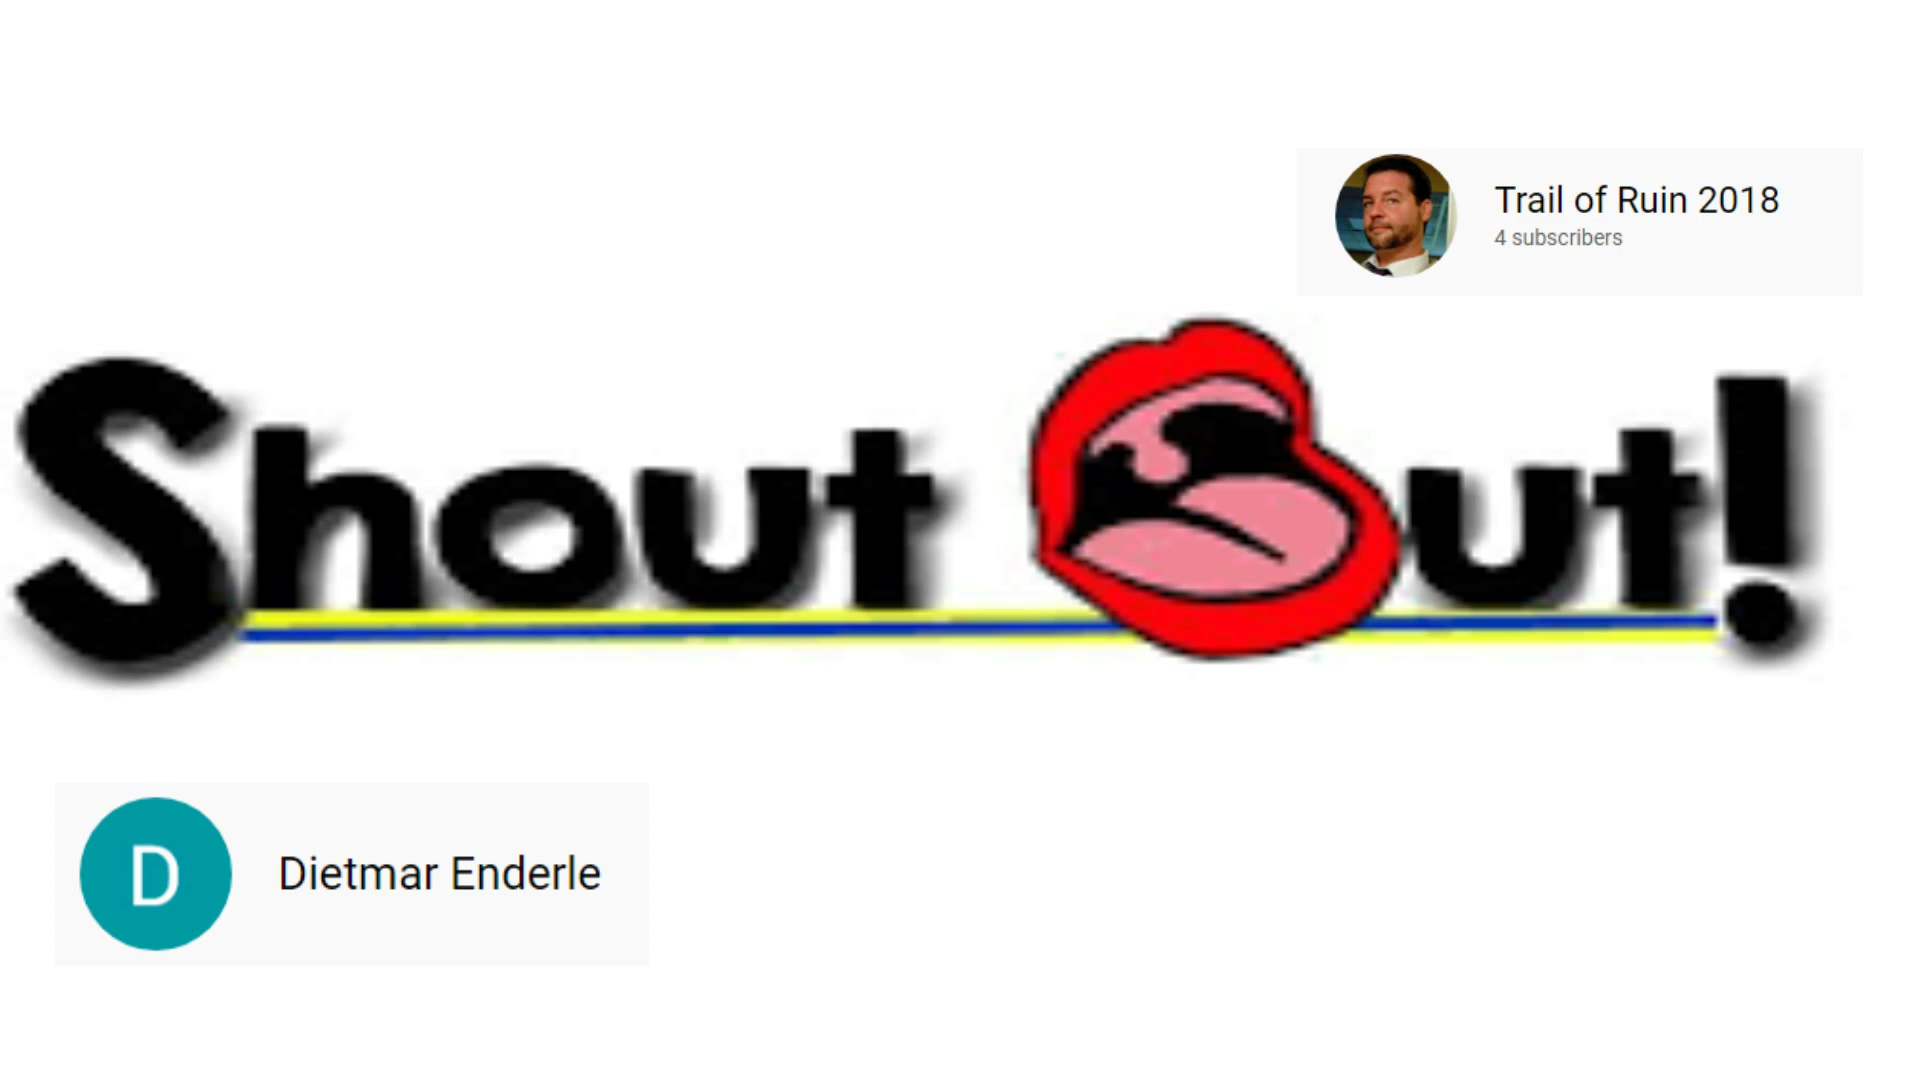 Trail of Ruin 2018
4 subscribers
Shout Out!
D
Dietmar Enderle